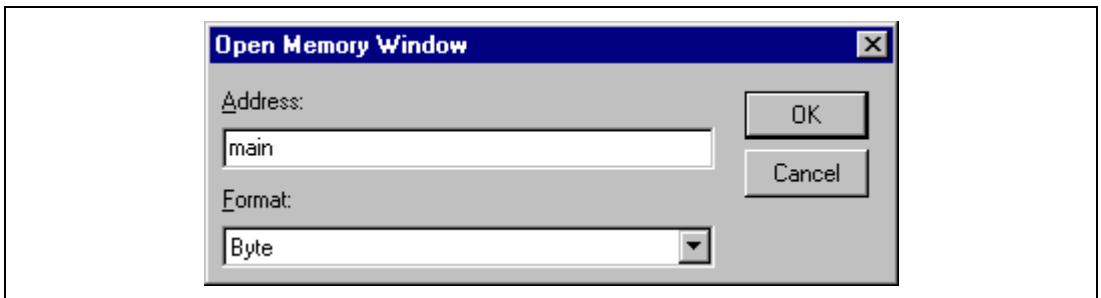 Open Memory Window
Address:
OK
main
Cancel
Format:
Byte